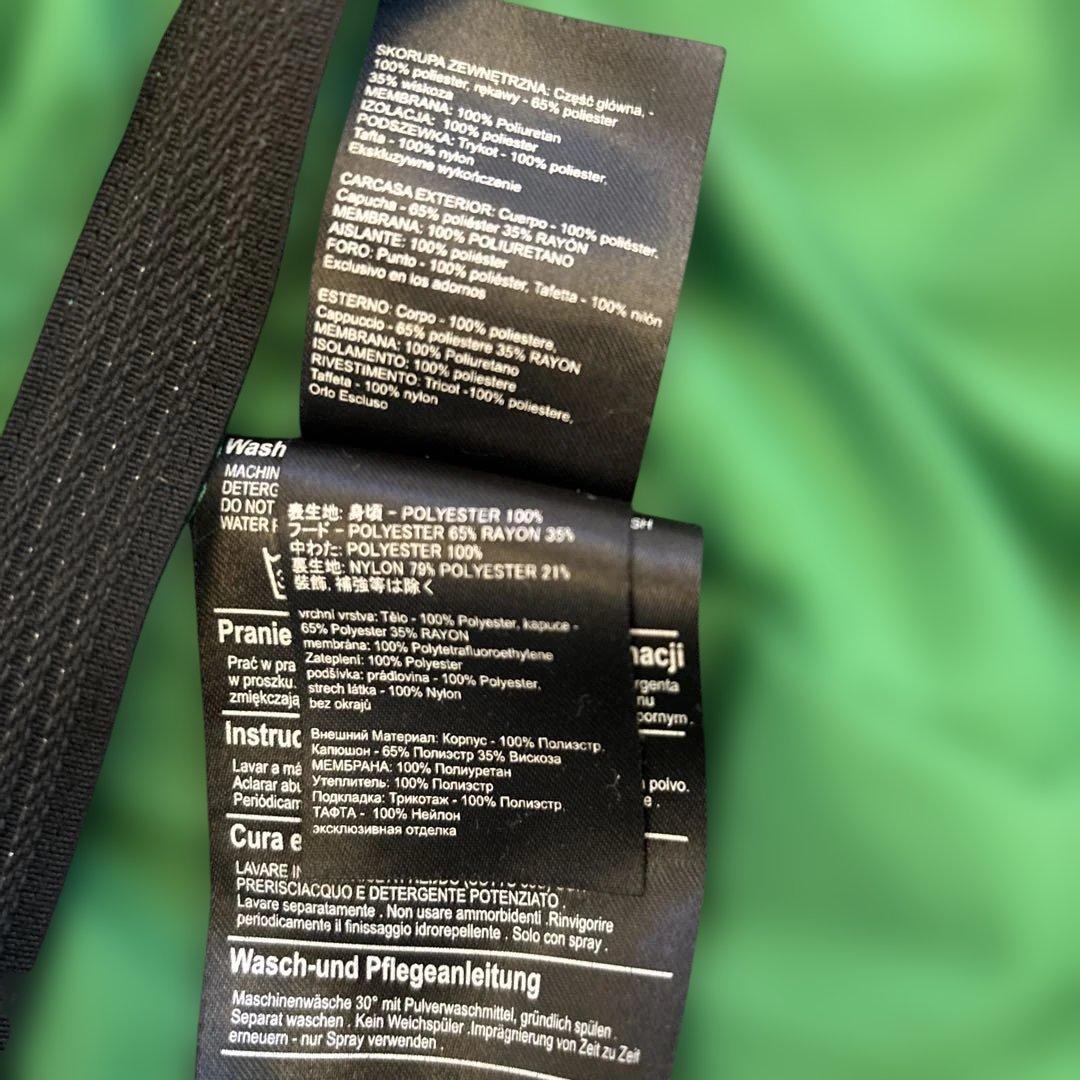 SKORUPA ZEWNĘTRZNA: Część główna, -
100% poliester, rękawy - 65% poliester
35% wiskoza
MEMBRANA: 100% Poliuretan
IZOLACJA: 100% poliester
PODSZEWKA: Trykot - 100% poliester,
Tafta - 100% nylon
Ekskluzywne wykończenie
CARCASA EXTERIOR: Cuerpo - 100% poliéster.
Capucha - 65% poliéster 35% RAYÓN
MEMBRANA: 100% POLIURETANO
AISLANTE: 100% poliéster
FORO: Punto - 100% poliéster, Tafetta - 100% nilón
Exclusivo en los adornos
ESTERNO: Corpo - 100% poliestere,
Cappuccio - 65% poliestere 35% RAYON
MEMBRANA: 100% Poliuretano
ISOLAMENTO: 100% poliestere
RIVESTIMENTO: Tricot -100% poliestere,
Taffeta - 100% nylon
Orlo Escluso
Wash
MACHIN
DETERG
DO NOT
WATER
SH
表生地: 身頃 - POLYESTER 100%
フード - POLYESTER 65% RAYON 35%
中わた: POLYESTER 100%
裏生地: NYLON 79% POLYESTER 21%
装飾, 補強等は除く
vrchní vrstva: Tělo - 100% Polyester, kapuce -
65% Polyester 35% RAYON
membrána: 100% Polytetrafluoroethylene
Zateplení: 100% Polyester
podšívka: prádlovina - 100% Polyester,
strech látka - 100% Nylon
bez okrajů
Внешний Материал: Корпус - 100% Полиэстр,
Капюшон - 65% Полиэстр 35% Вискоза
МЕМБРАНА: 100% Полиуретан
Утеплитель: 100% Полиэстр
Подкладка: Трикотаж - 100% Полиэстр,
ТАФТА - 100% Нейлон
эксклюзивная отделка
Pranie
macji
Prać w pra
rgenta
w proszku.
nu
zmiękczają
pornym.
Instruc
Lavar a má
polvo.
Aclarar abu
e .
Periódicam
Cura e
LAVARE IN
PRERISCIACQUO E DETERGENTE POTENZIATO .
Lavare separatamente . Non usare ammorbidenti .Rinvigorire
periodicamente il finissaggio idrorepellente . Solo con spray .
Wasch-und Pflegeanleitung
Maschinenwäsche 30° mit Pulverwaschmittel, gründlich spülen .
Separat waschen . Kein Weichspüler .Imprägnierung von Zeit zu Zeit
erneuern - nur Spray verwenden .